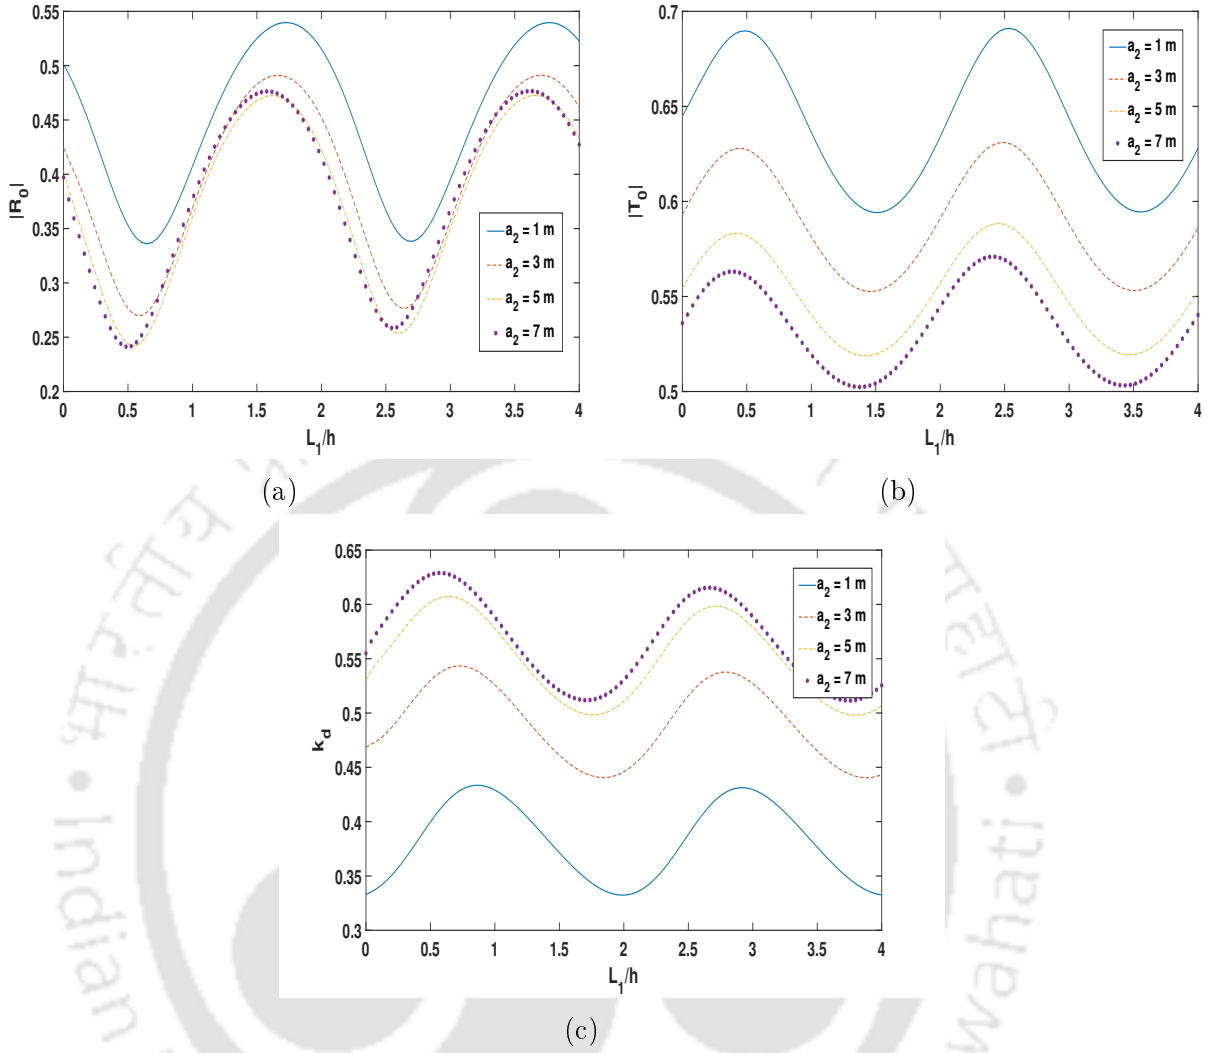 0.55
0.5
0.45
0.4
0.35
0.3
0.25
0.2
|R₀|
0 0.5 1 1.5 2 2.5 3 3.5 4
L₁/h
a₂ = 1 m
a₂ = 3 m
a₂ = 5 m
a₂ = 7 m
(a)
0.7
0.65
0.6
0.55
0.5
|T₀|
0 0.5 1 1.5 2 2.5 3 3.5 4
L₁/h
a₂ = 1 m
a₂ = 3 m
a₂ = 5 m
a₂ = 7 m
(b)
0.65
0.6
0.55
0.5
0.45
0.4
0.35
0.3
k_d
0 0.5 1 1.5 2 2.5 3 3.5 4
L₁/h
a₂ = 1 m
a₂ = 3 m
a₂ = 5 m
a₂ = 7 m
(c)
भारतीय
Indian
wahati